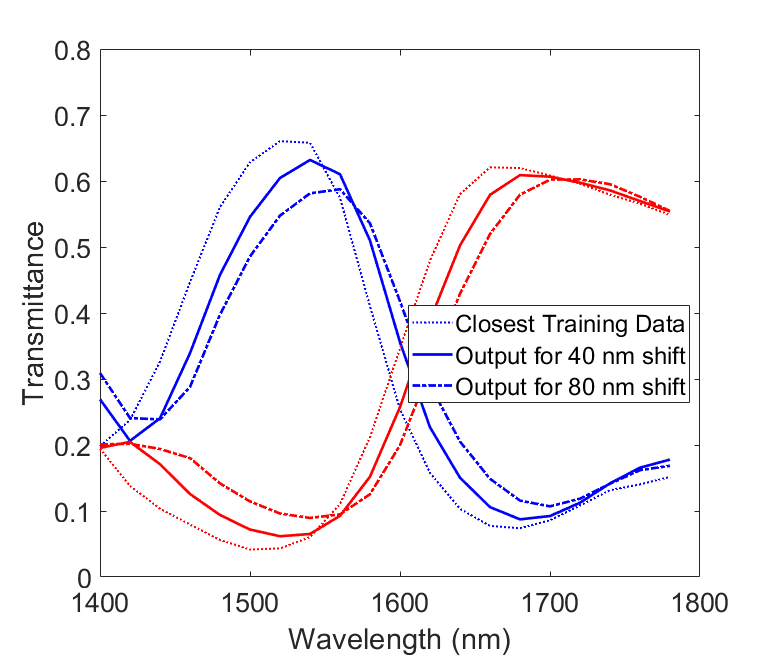 0.8
0.7
0.6
0.5
0.4
0.3
0.2
0.1
0
Transmittance
Closest Training Data
Output for 40 nm shift
Output for 80 nm shift
1400 1500 1600 1700 1800
Wavelength (nm)